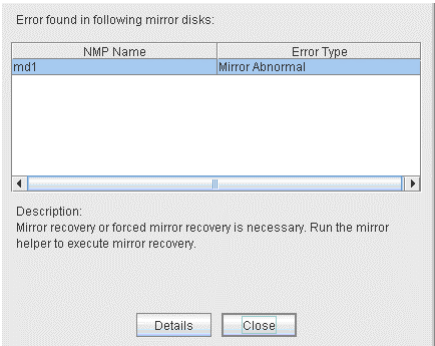 Error found in following mirror disks:
NMP Name Error Type
md1 Mirror Abnormal
Description:
Mirror recovery or forced mirror recovery is necessary. Run the mirror
helper to execute mirror recovery.
Details Close